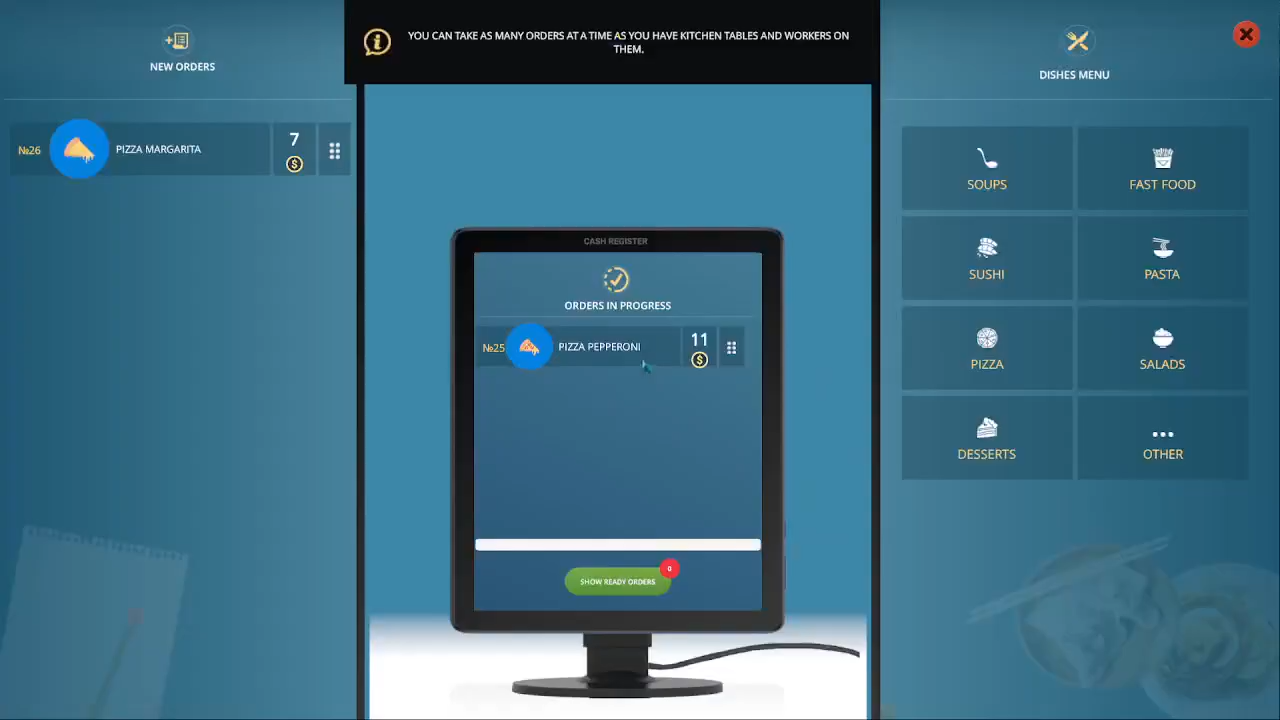 YOU CAN TAKE AS MANY ORDERS AT A TIME AS YOU HAVE KITCHEN TABLES AND WORKERS ON
THEM.
NEW ORDERS
№26
PIZZA MARGARITA
7
$
CASH REGISTER
ORDERS IN PROGRESS
№25
PIZZA PEPPERONI
11
$
SHOW READY ORDERS
0
DISHES MENU
SOUPS
FAST FOOD
SUSHI
PASTA
PIZZA
SALADS
DESSERTS
OTHER